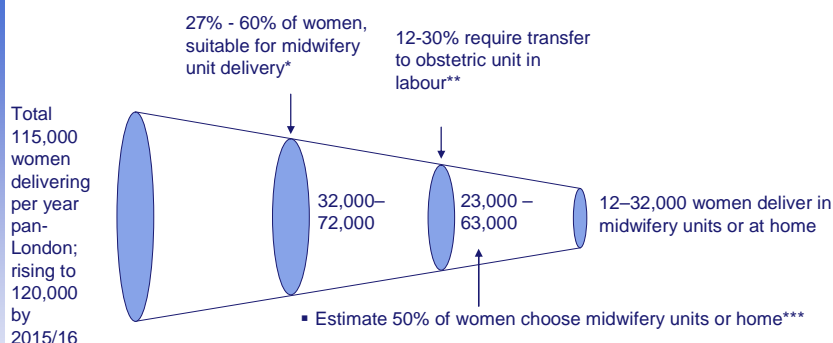 27% - 60% of women,
suitable for midwifery
unit delivery*
12-30% require transfer
to obstetric unit in
labour**
Total
115,000
women
delivering
per year
pan-
London;
rising to
120,000
by
2015/16
32,000–
72,000
23,000 –
63,000
12–32,000 women deliver in
midwifery units or at home
▪ Estimate 50% of women choose midwifery units or home***